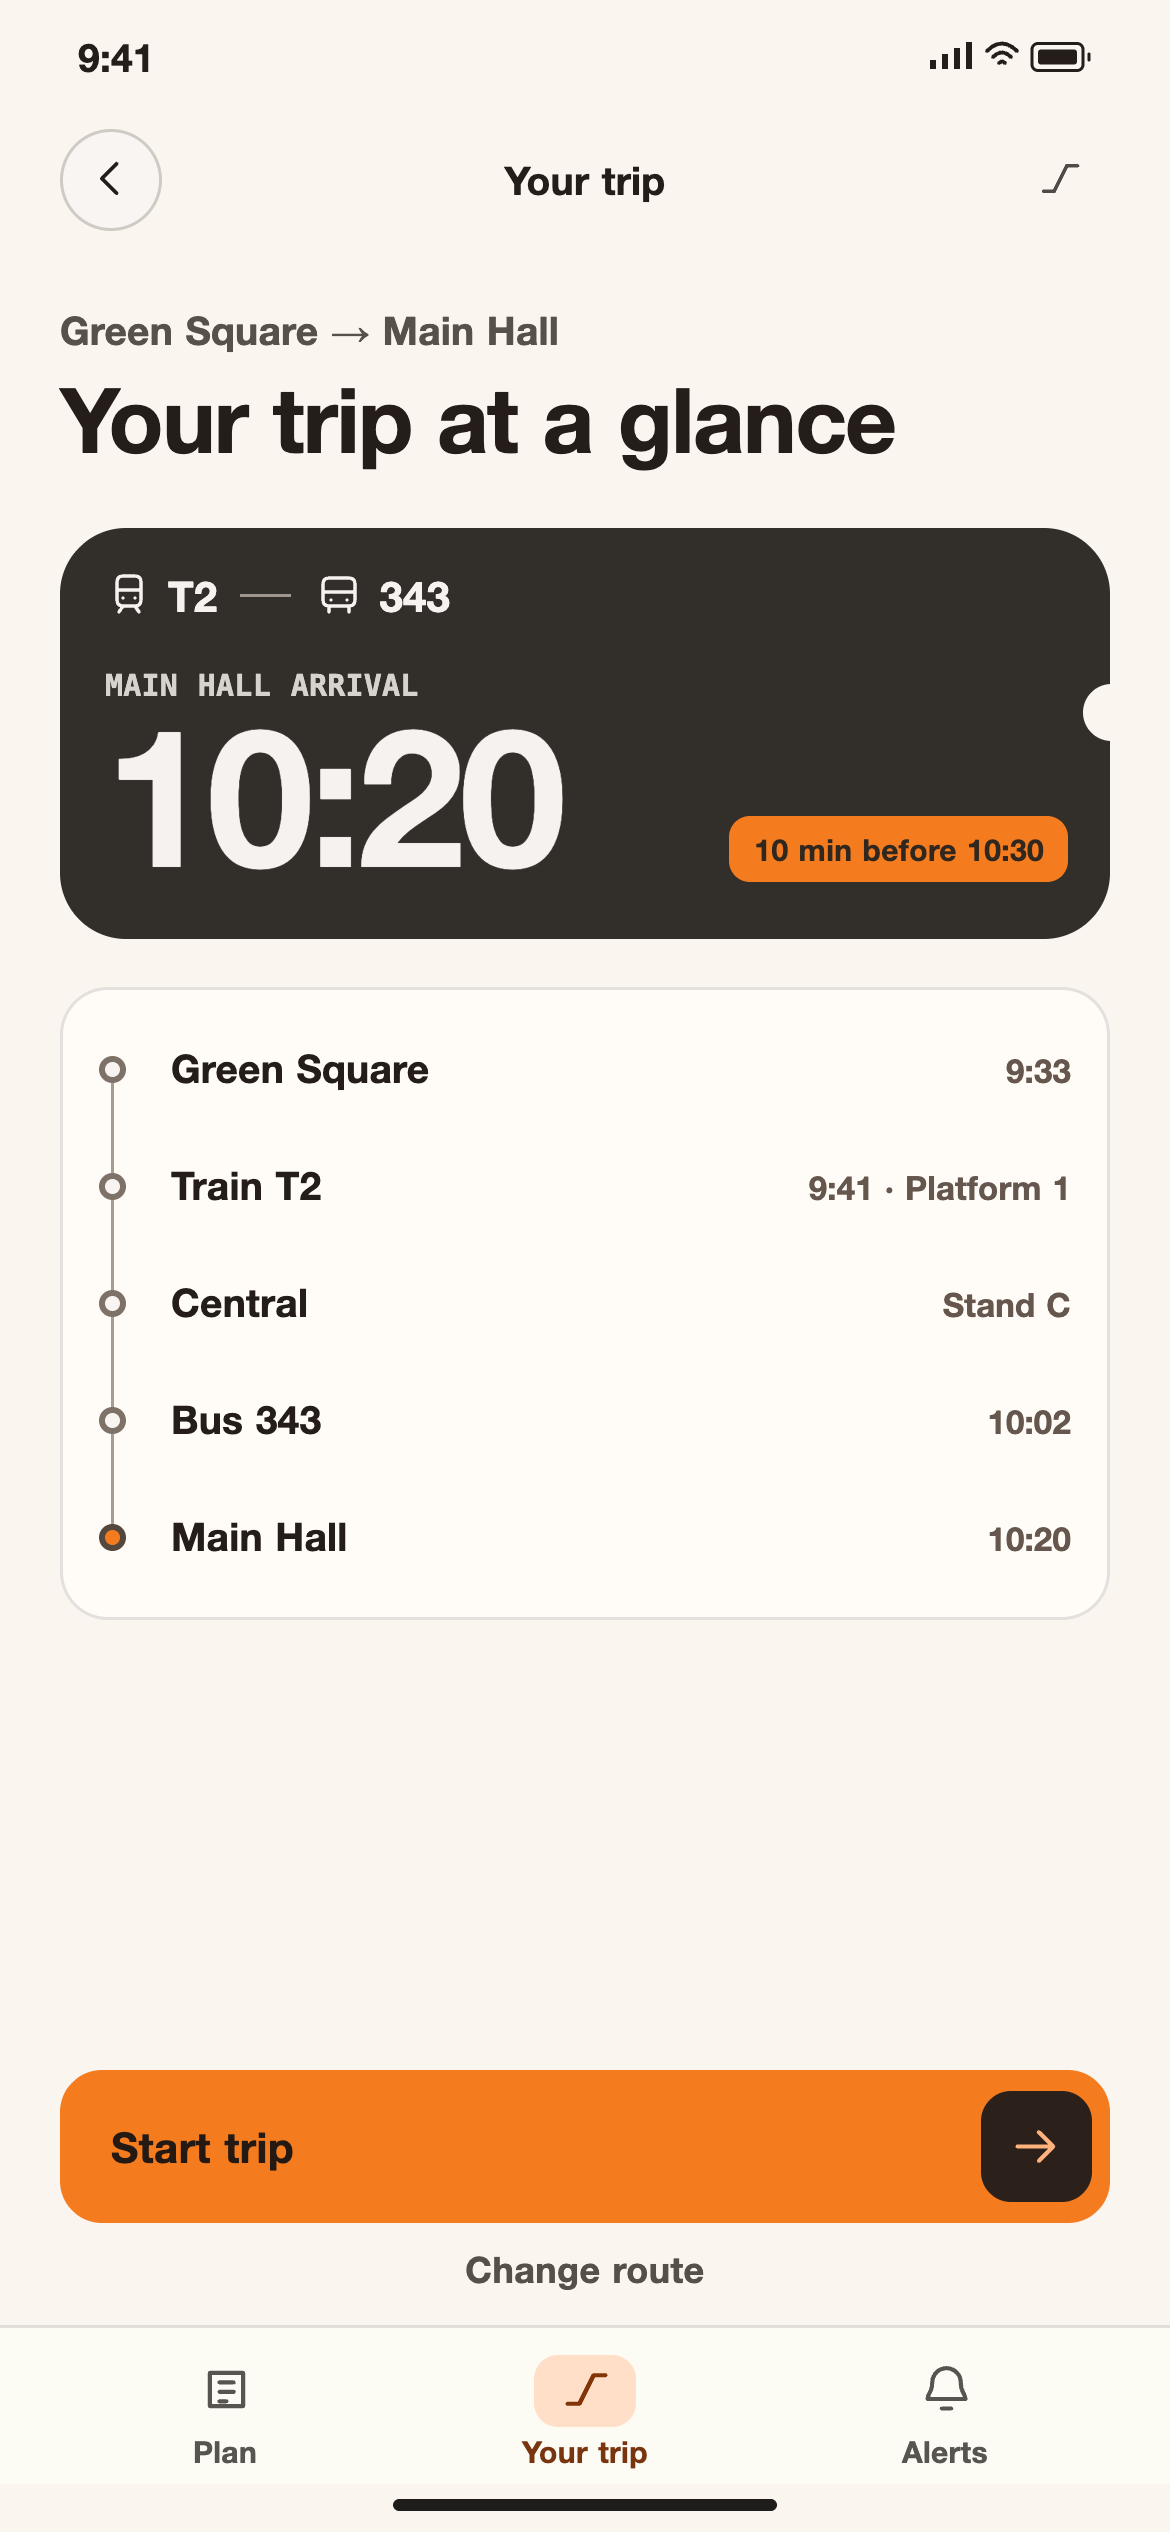 9:41
Your trip
Green Square → Main Hall
Your trip at a glance
T2 — 343
MAIN HALL ARRIVAL
10:20
10 min before 10:30
Green Square 9:33
Train T2 9:41 · Platform 1
Central Stand C
Bus 343 10:02
Main Hall 10:20
Start trip
Change route
Plan Your trip Alerts